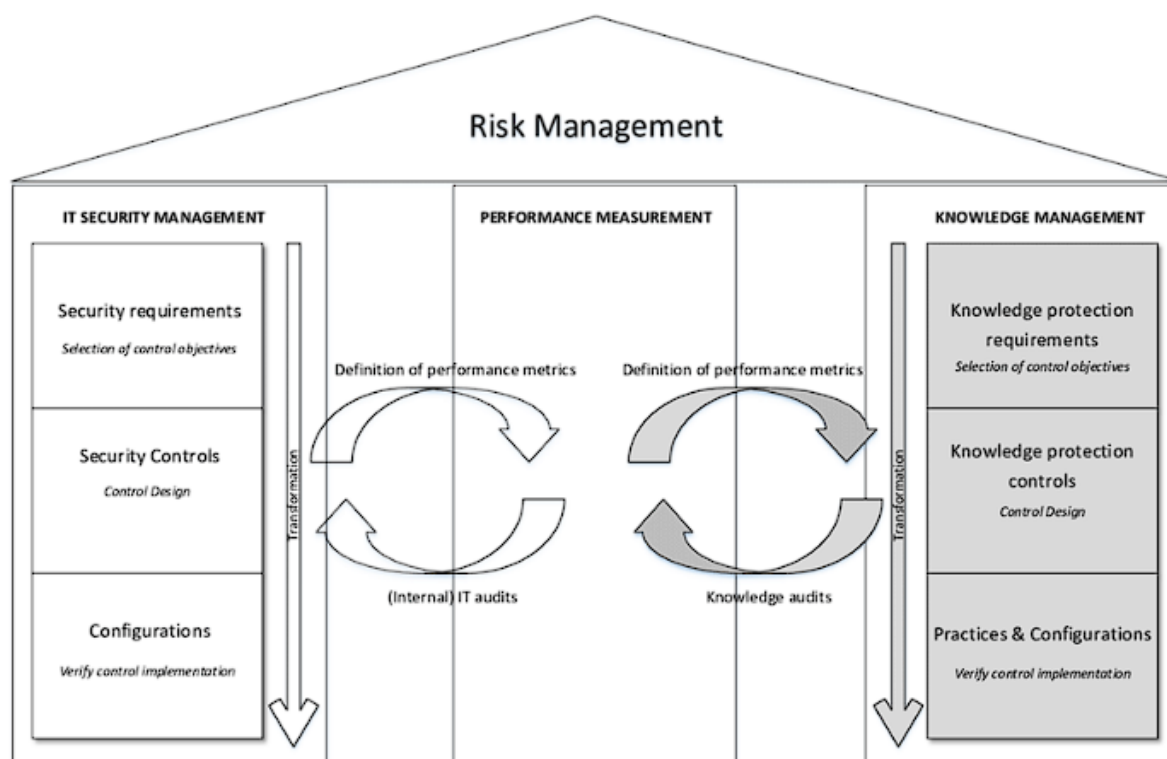 Risk Management
IT SECURITY MANAGEMENT
Security requirements
Selection of control objectives
Security Controls
Control Design
Configurations
Verify control implementation
Transformation
Definition of performance metrics
(Internal) IT audits
PERFORMANCE MEASUREMENT
Definition of performance metrics
Knowledge audits
KNOWLEDGE MANAGEMENT
Transformation
Knowledge protection
requirements
Selection of control objectives
Knowledge protection
controls
Control Design
Practices & Configurations
Verify control implementation